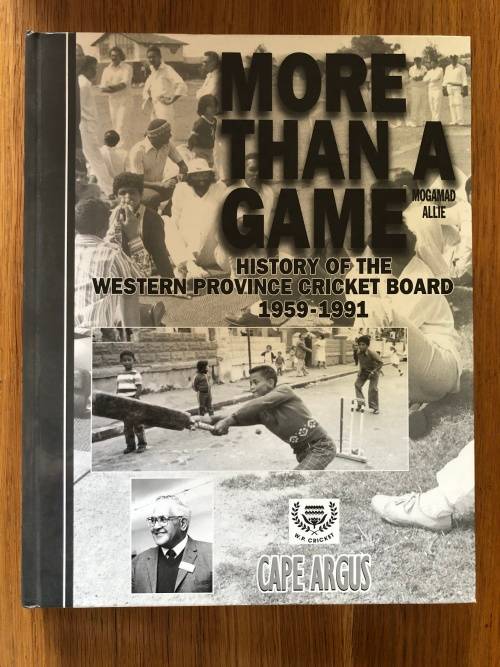 MORE
THAN A
GAME
MOGAMAD
ALLIE
HISTORY OF THE
WESTERN PROVINCE CRICKET BOARD
1959-1991
W.P. CRICKET
CAPE ARGUS